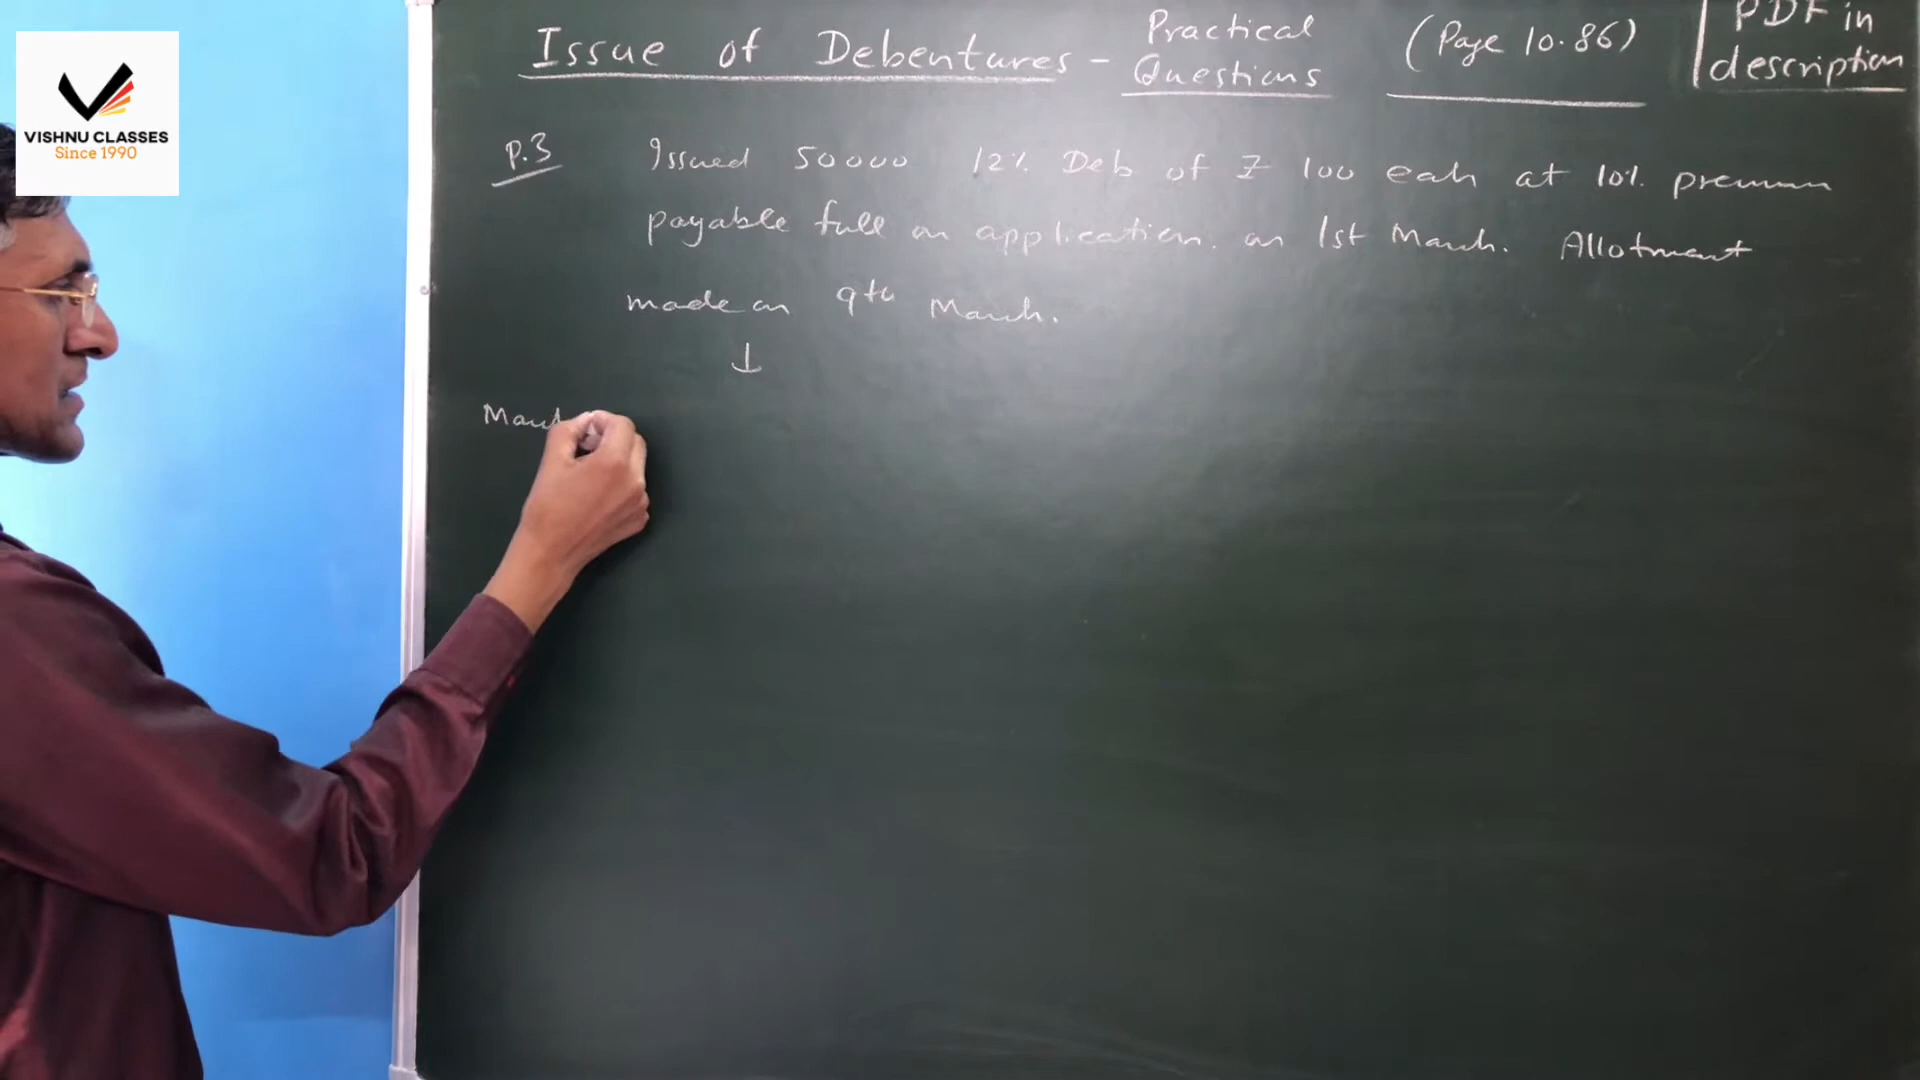 VISHNU CLASSES
Since 1990
Issue of Debentures - Practical Questions (Page 10.86)
PDF in
description
P.3 Issued 50000 12% Deb of ₹ 100 each at 10% premium
payable full on application. on 1st March. Allotment
made on 9th March.
↓
March